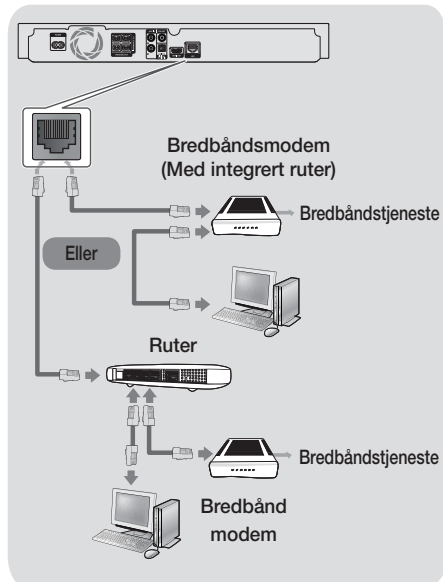 Bredbåndsmodem
(Med integrert ruter)
Bredbåndstjeneste
Eller
Ruter
Bredbåndstjeneste
Bredbånd
modem